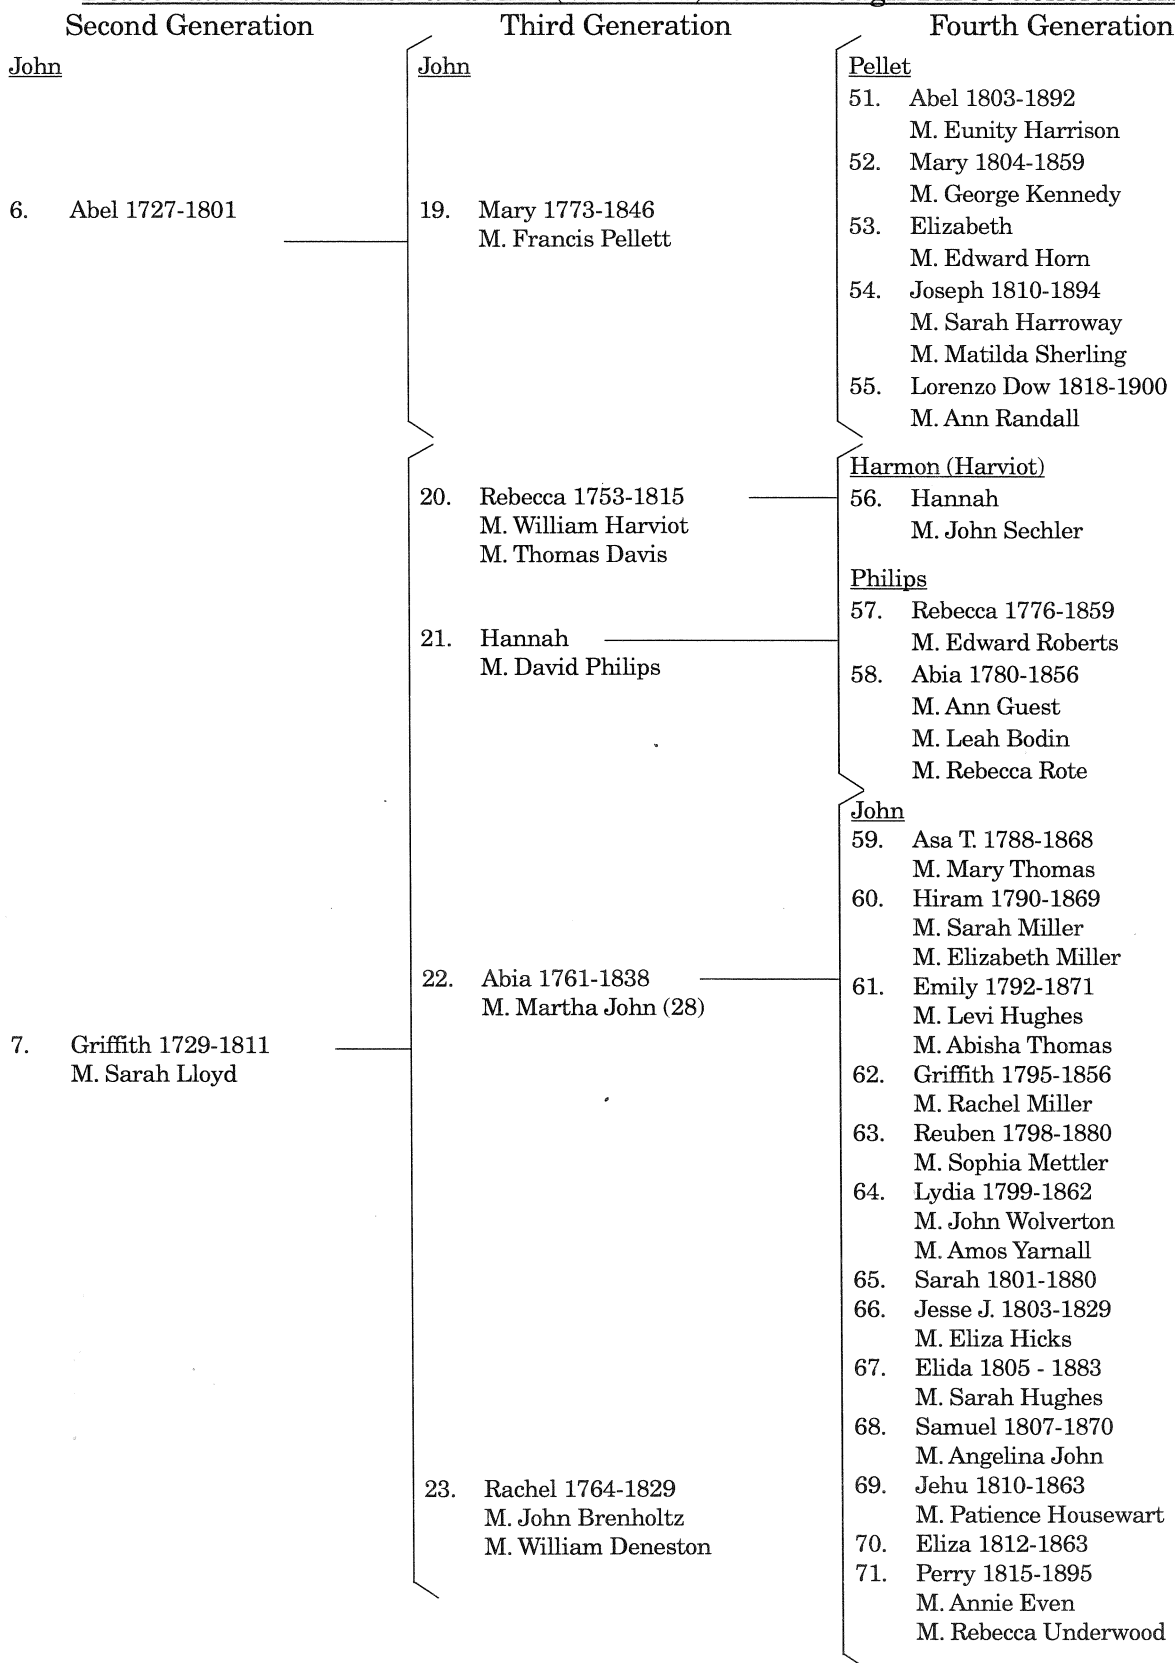 Second Generation
John
6. Abel 1727-1801
7. Griffith 1729-1811
M. Sarah Lloyd
Third Generation
John
19. Mary 1773-1846
M. Francis Pellett
20. Rebecca 1753-1815
M. William Harviot
M. Thomas Davis
21. Hannah
M. David Philips
22. Abia 1761-1838
M. Martha John (28)
23. Rachel 1764-1829
M. John Brenholtz
M. William Deneston
Fourth Generation
Pellet
51. Abel 1803-1892
M. Eunity Harrison
52. Mary 1804-1859
M. George Kennedy
53. Elizabeth
M. Edward Horn
54. Joseph 1810-1894
M. Sarah Harroway
M. Matilda Sherling
55. Lorenzo Dow 1818-1900
M. Ann Randall
Harmon (Harviot)
56. Hannah
M. John Sechler
Philips
57. Rebecca 1776-1859
M. Edward Roberts
58. Abia 1780-1856
M. Ann Guest
M. Leah Bodin
M. Rebecca Rote
John
59. Asa T. 1788-1868
M. Mary Thomas
60. Hiram 1790-1869
M. Sarah Miller
M. Elizabeth Miller
61. Emily 1792-1871
M. Levi Hughes
M. Abisha Thomas
62. Griffith 1795-1856
M. Rachel Miller
63. Reuben 1798-1880
M. Sophia Mettler
64. Lydia 1799-1862
M. John Wolverton
M. Amos Yarnall
65. Sarah 1801-1880
66. Jesse J. 1803-1829
M. Eliza Hicks
67. Elida 1805 - 1883
M. Sarah Hughes
68. Samuel 1807-1870
M. Angelina John
69. Jehu 1810-1863
M. Patience Housewart
70. Eliza 1812-1863
71. Perry 1815-1895
M. Annie Even
M. Rebecca Underwood